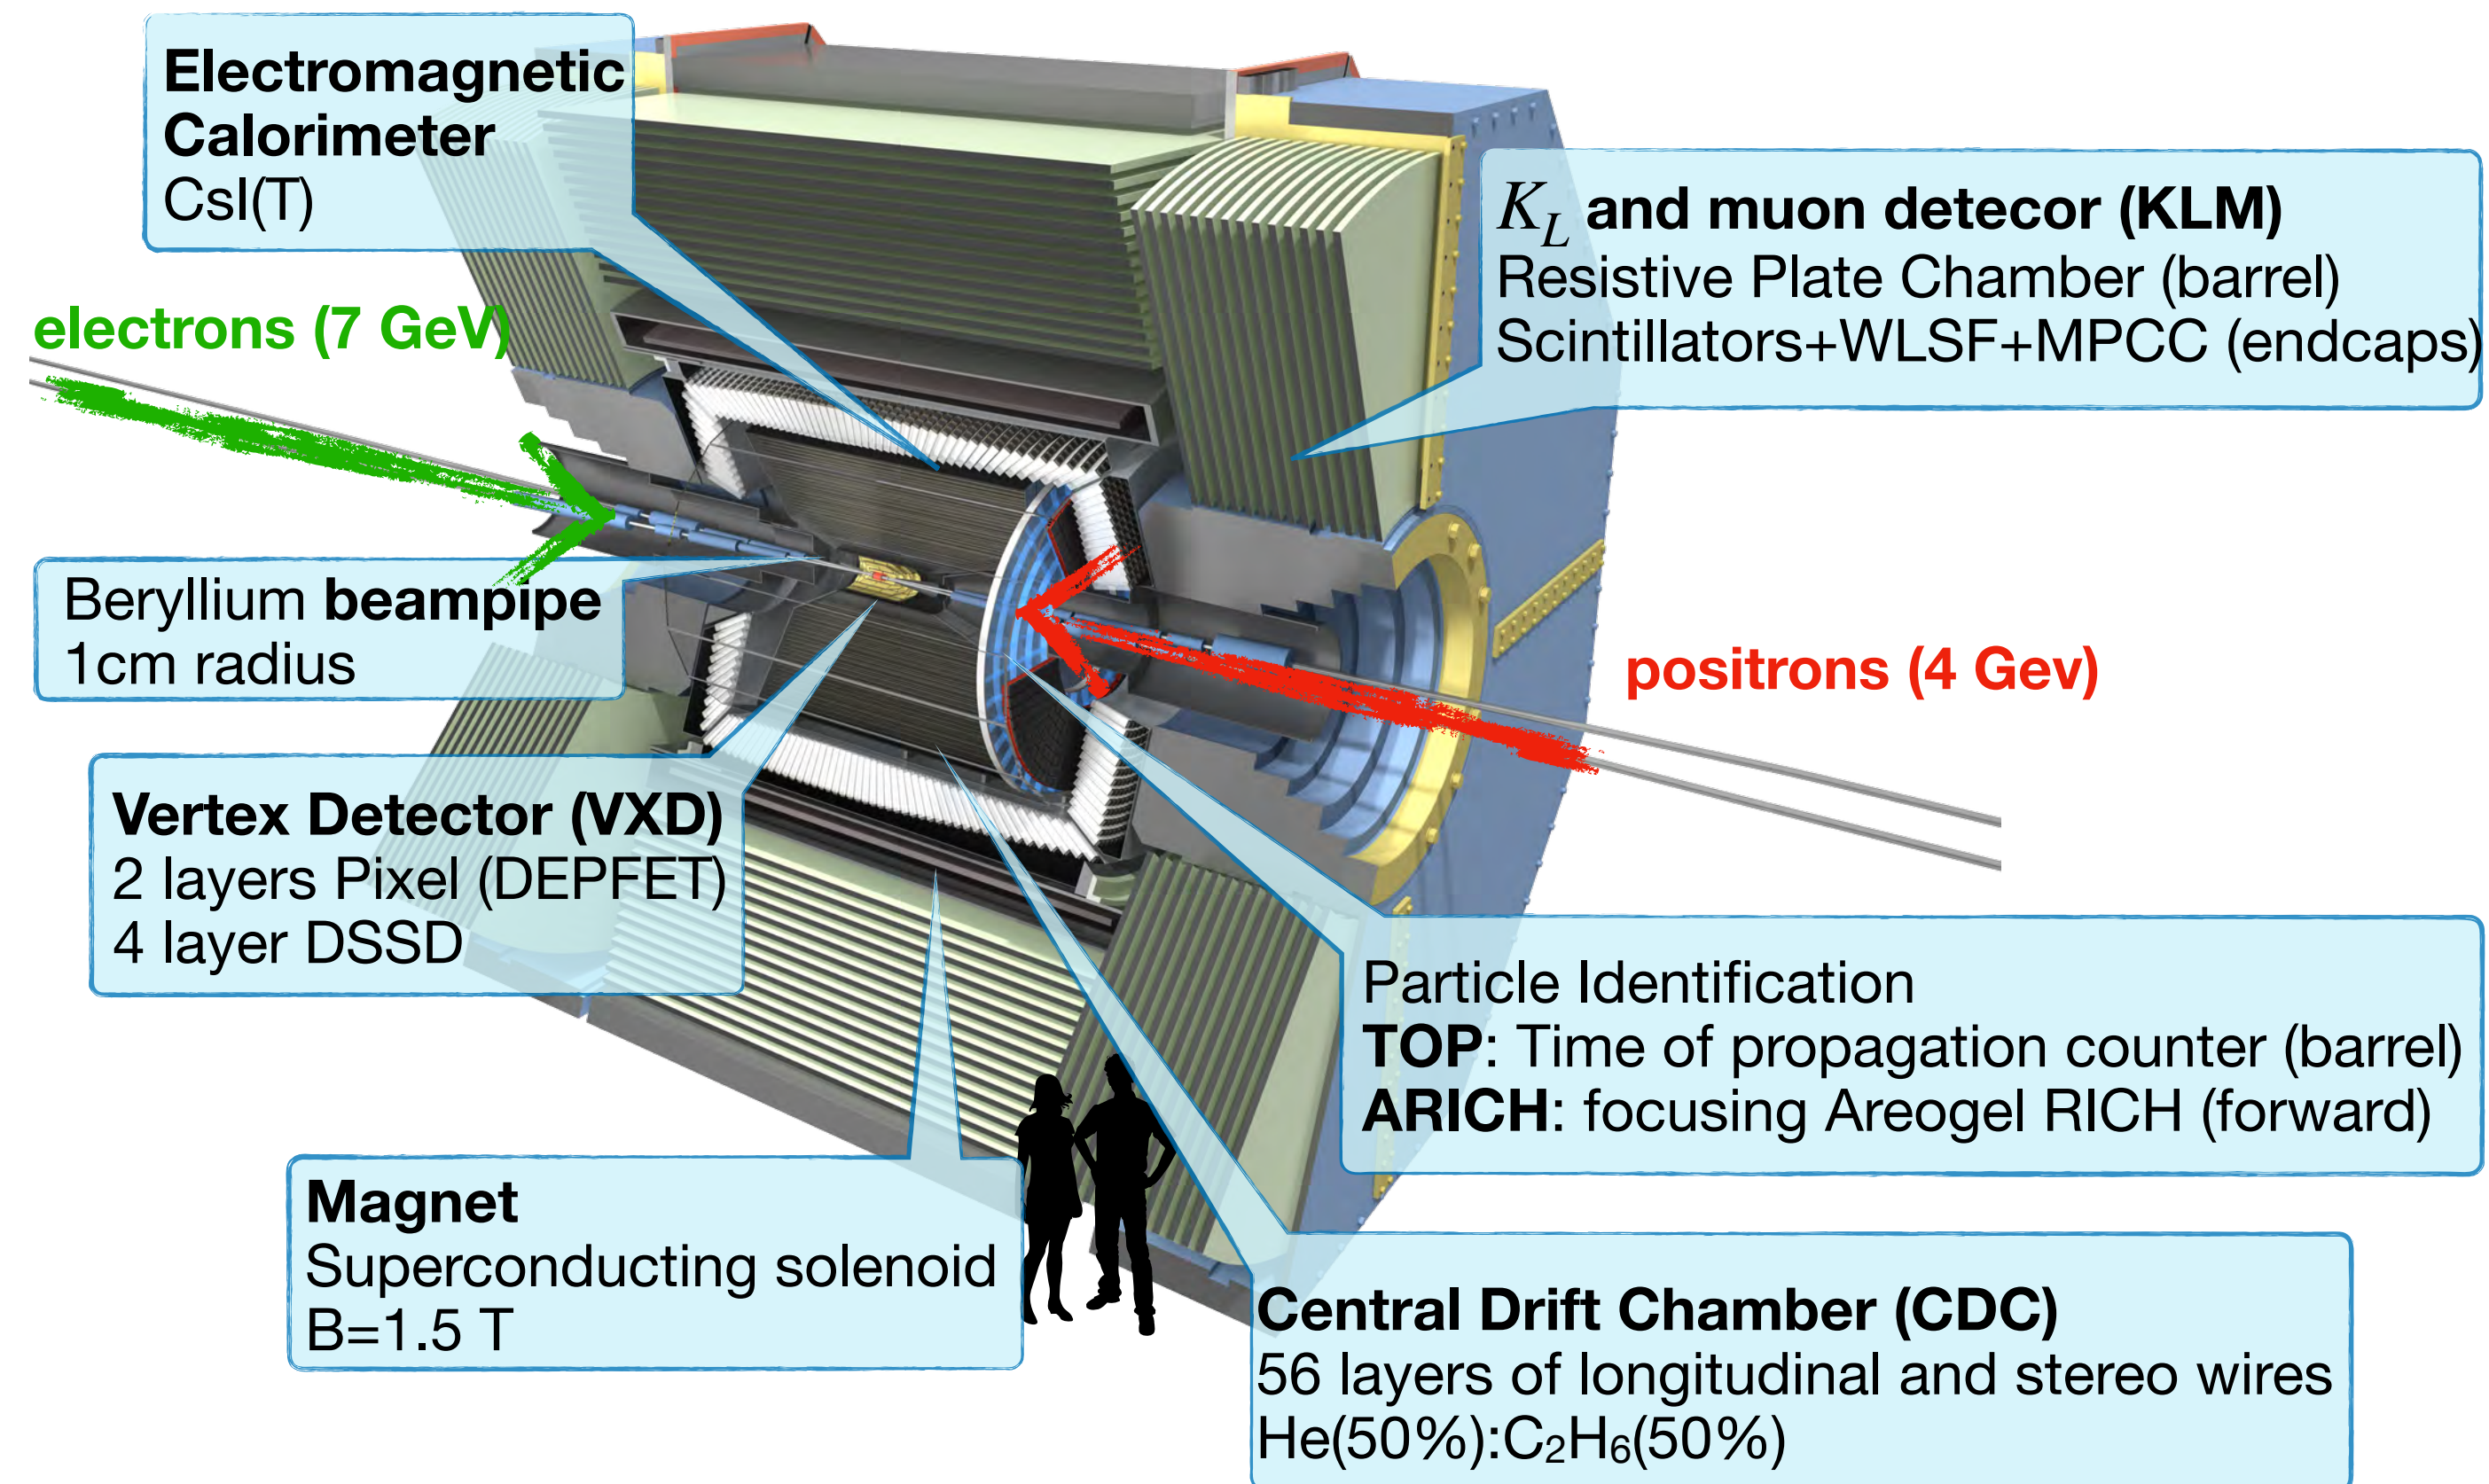 Electromagnetic
Calorimeter
CsI(T)
K_L and muon detecor (KLM)
Resistive Plate Chamber (barrel)
Scintillators+WLSF+MPCC (endcaps)
electrons (7 GeV)
Beryllium beampipe
1cm radius
positrons (4 Gev)
Vertex Detector (VXD)
2 layers Pixel (DEPFET)
4 layer DSSD
Particle Identification
TOP: Time of propagation counter (barrel)
ARICH: focusing Areogel RICH (forward)
Magnet
Superconducting solenoid
B=1.5 T
Central Drift Chamber (CDC)
56 layers of longitudinal and stereo wires
He(50%):C₂H₆(50%)